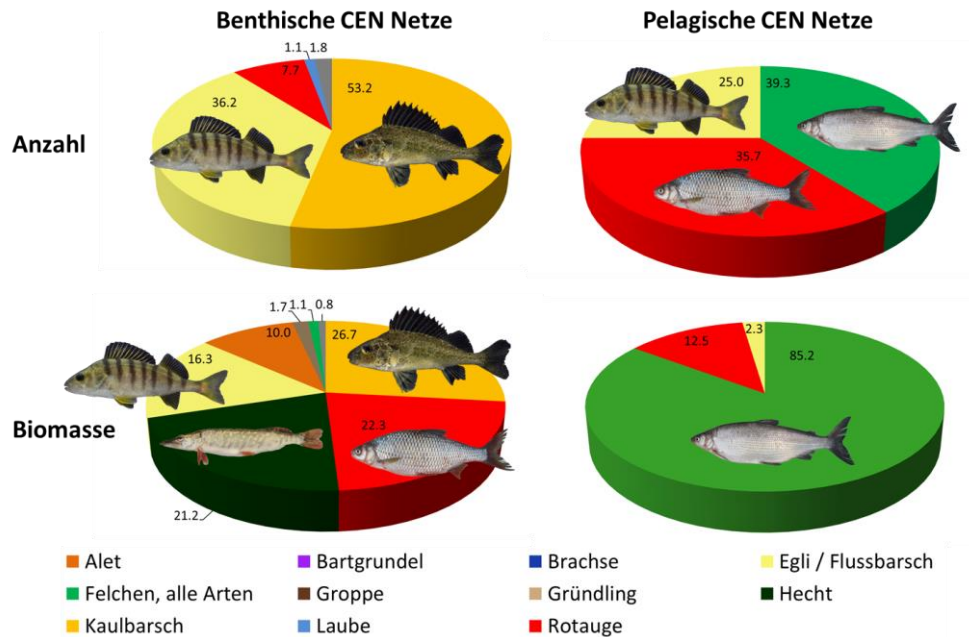 Benthische CEN Netze
Pelagische CEN Netze
Anzahl
1.1
1.8
7.7
53.2
36.2
25.0
39.3
35.7
Biomasse
1.7
1.1
0.8
10.0
26.7
16.3
22.3
21.2
2.3
12.5
85.2
Alet
Bartgrundel
Brachse
Egli / Flussbarsch
Felchen, alle Arten
Groppe
Gründling
Hecht
Kaulbarsch
Laube
Rotauge